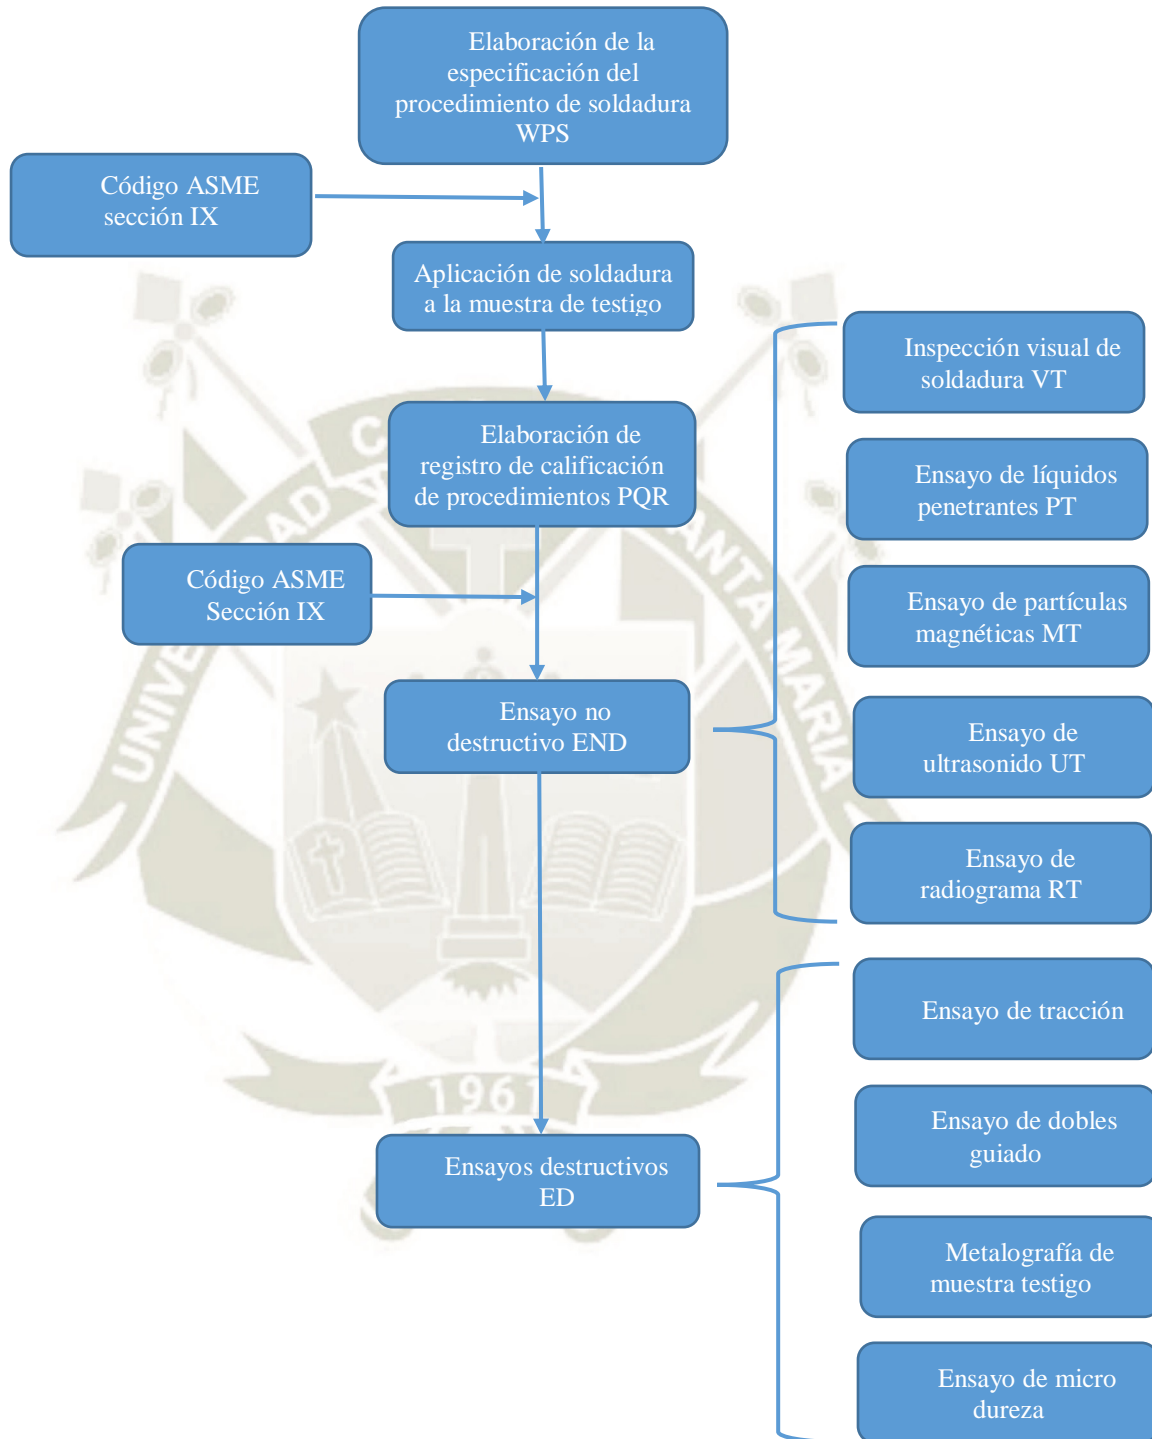 Elaboración de la
especificación del
procedimiento de soldadura
WPS
Código ASME
sección IX
Aplicación de soldadura
a la muestra de testigo
Elaboración de
registro de calificación
de procedimientos PQR
Código ASME
Sección IX
Ensayo no
destructivo END
Inspección visual de
soldadura VT
Ensayo de líquidos
penetrantes PT
Ensayo de partículas
magnéticas MT
Ensayo de
ultrasonido UT
Ensayo de
radiograma RT
Ensayos destructivos
ED
Ensayo de tracción
Ensayo de dobles
guiado
Metalografía de
muestra testigo
Ensayo de micro
dureza
1961